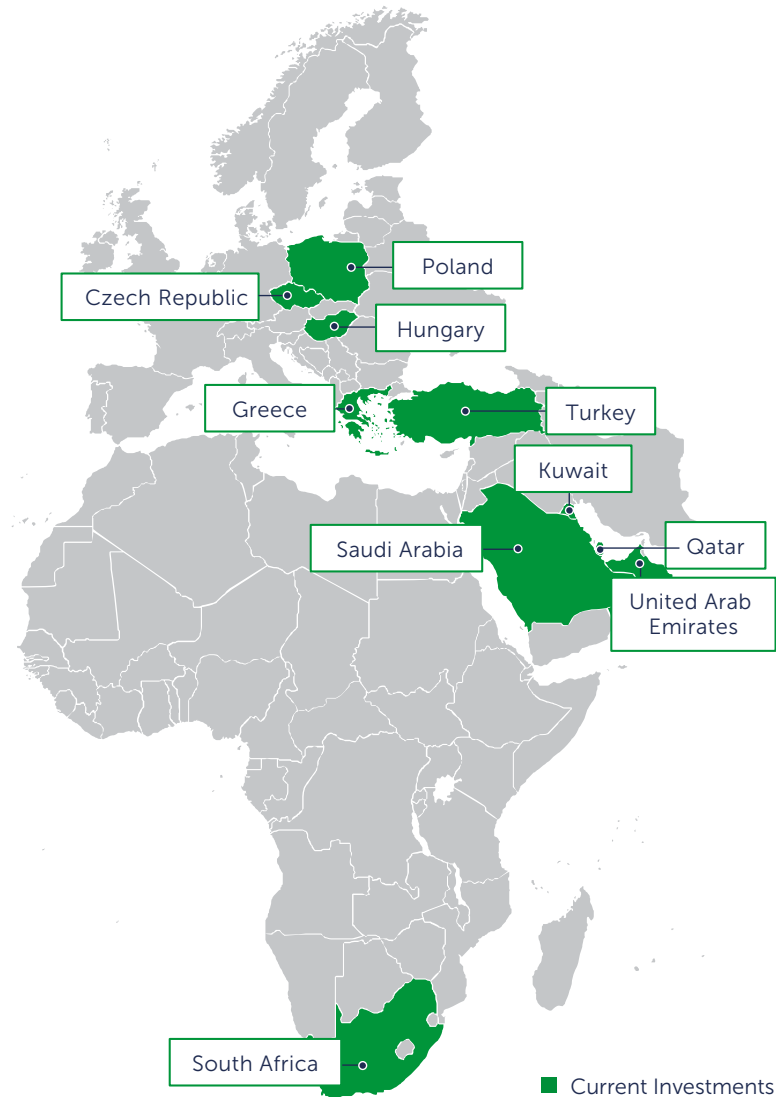 Poland
Czech Republic
Hungary
Greece
Turkey
Kuwait
Saudi Arabia
Qatar
United Arab
Emirates
South Africa
Current Investments